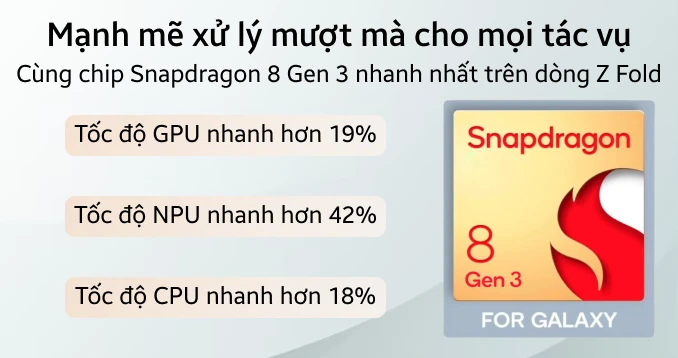 Mạnh mẽ xử lý mượt mà cho mọi tác vụ
Cùng chip Snapdragon 8 Gen 3 nhanh nhất trên dòng Z Fold
Tốc độ GPU nhanh hơn 19%
Tốc độ NPU nhanh hơn 42%
Tốc độ CPU nhanh hơn 18%
Snapdragon
8
Gen 3
FOR GALAXY